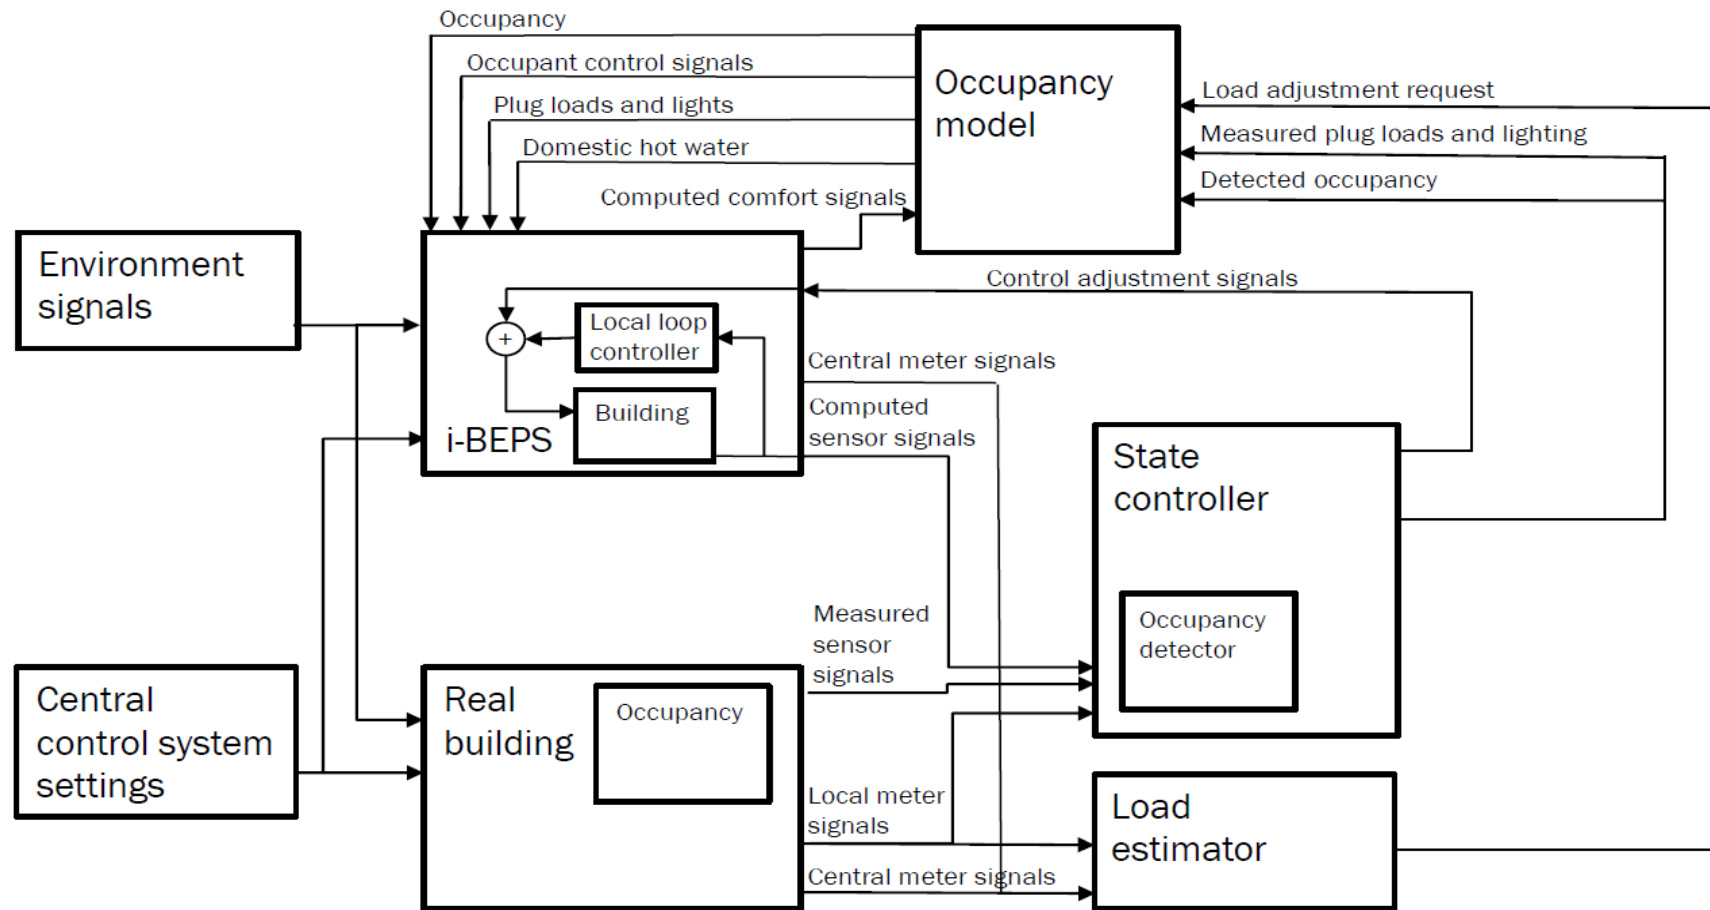 Occupancy
Occupant control signals
Plug loads and lights
Domestic hot water
Computed comfort signals
Occupancy
model
Load adjustment request
Measured plug loads and lighting
Detected occupancy
Environment
signals
Control adjustment signals
+
Local loop
controller
Building
i-BEPS
Central meter signals
Computed
sensor signals
State
controller
Occupancy
detector
Measured
sensor
signals
Central
control system
settings
Real
building
Occupancy
Local meter
signals
Central meter signals
Load
estimator